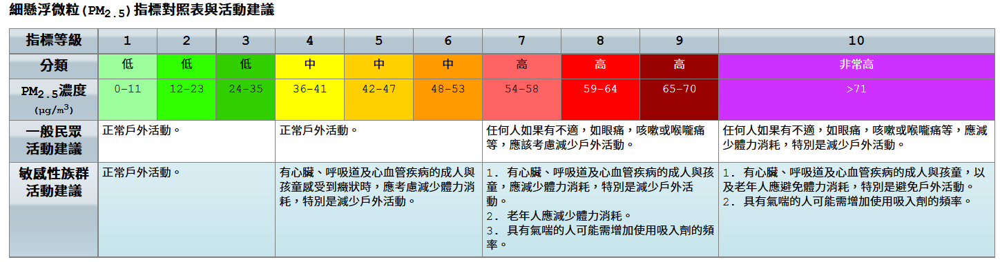 細懸浮微粒(PM2.5)指標對照表與活動建議
指標等級 1 2 3 4 5 6 7 8 9 10
分類 低 低 低 中 中 中 高 高 高 非常高
PM2.5濃度
(μg/m3)
0-11 12-23 24-35 36-41 42-47 48-53 54-58 59-64 65-70 >71
一般民眾
活動建議
正常戶外活動。
正常戶外活動。
任何人如果有不適，如眼痛，咳嗽或喉嚨痛
等，應該考慮減少戶外活動。
任何人如果有不適，如眼痛，咳嗽或喉嚨痛等，應減
少體力消耗，特別是減少戶外活動。
敏感性族群
活動建議
正常戶外活動。
有心臟、呼吸道及心血管疾病的成人與
孩童感受到癥狀時，應考慮減少體力消
耗，特別是減少戶外活動。
1. 有心臟、呼吸道及心血管疾病的成人與孩
童，應減少體力消耗，特別是減少戶外活
動。
2. 老年人應減少體力消耗。
3. 具有氣喘的人可能需增加使用吸入劑的頻
率。
1. 有心臟、呼吸道及心血管疾病的成人與孩童，以
及老年人應避免體力消耗，特別是避免戶外活動。
2. 具有氣喘的人可能需增加使用吸入劑的頻率。